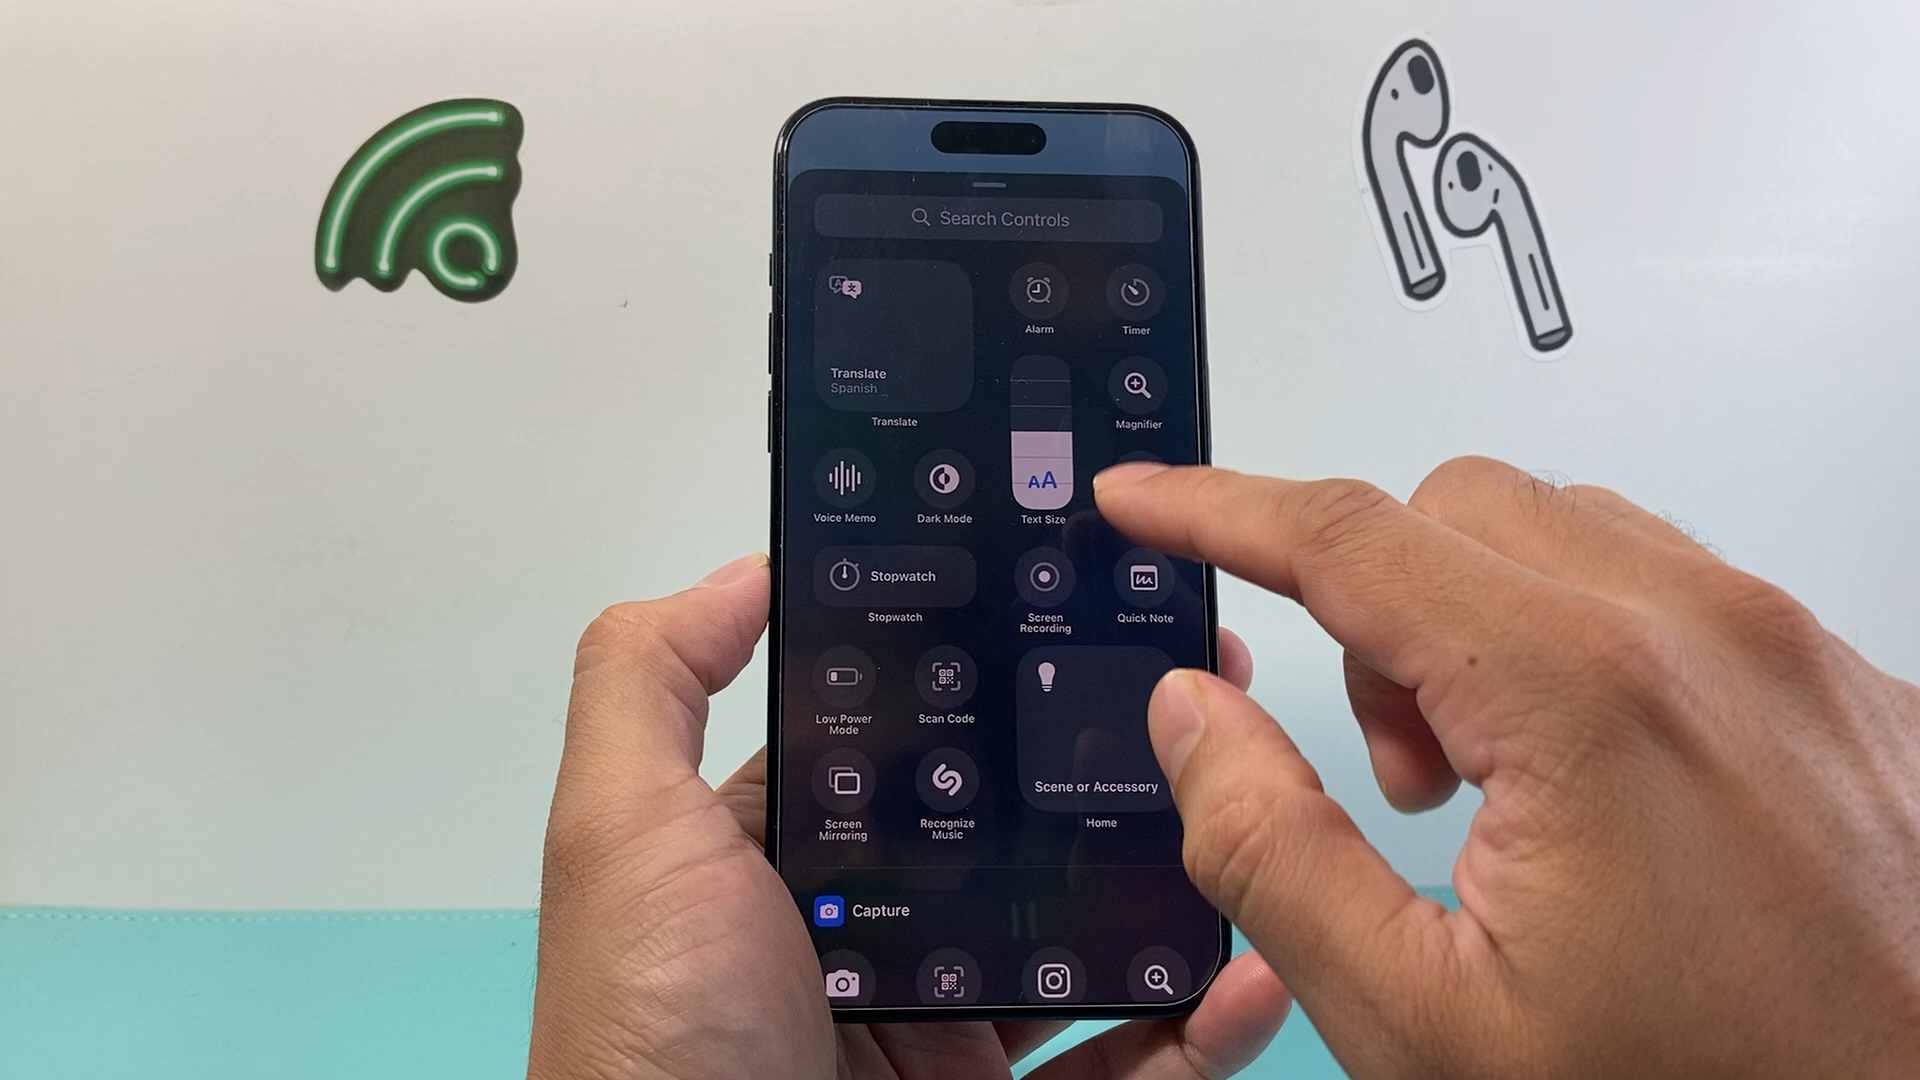 Search Controls
Translate
Spanish
Translate
Alarm
Timer
Magnifier
Voice Memo
Dark Mode
AA
Text Size
Stopwatch
Stopwatch
Screen
Recording
Quick Note
Low Power
Mode
Scan Code
Scene or Accessory
Home
Screen
Mirroring
Recognize
Music
Capture